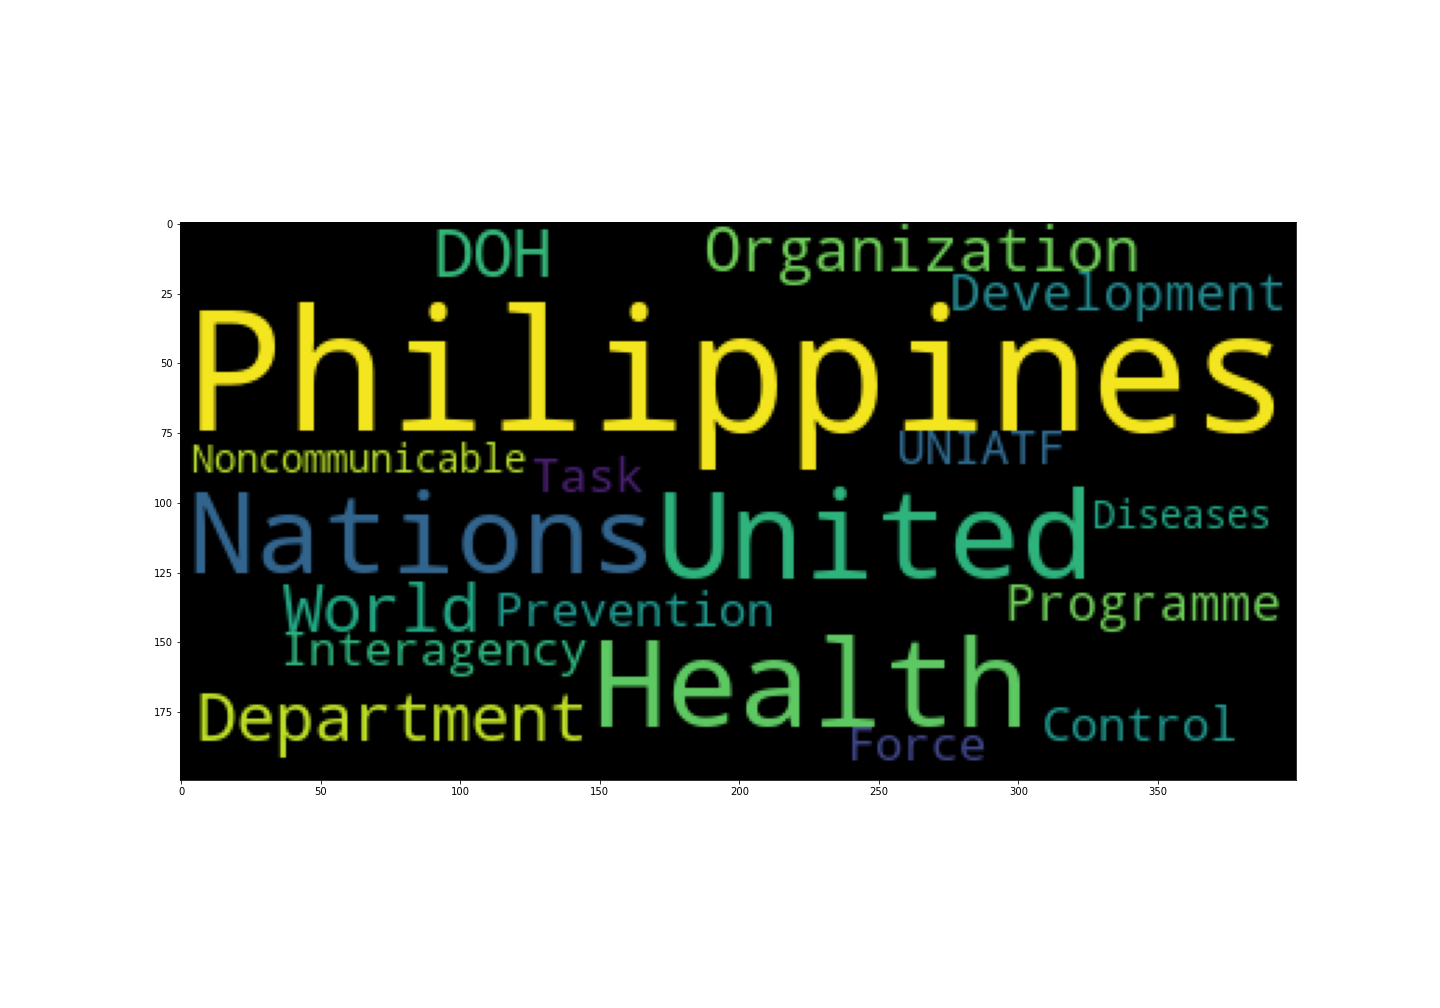 DOH Organization
Development
Philippines
Noncommunicable Task UNIATF
Nations United Diseases
World Prevention Programme
Interagency Health
Department Force Control
0
25
50
75
100
125
150
175
0 50 100 150 200 250 300 350